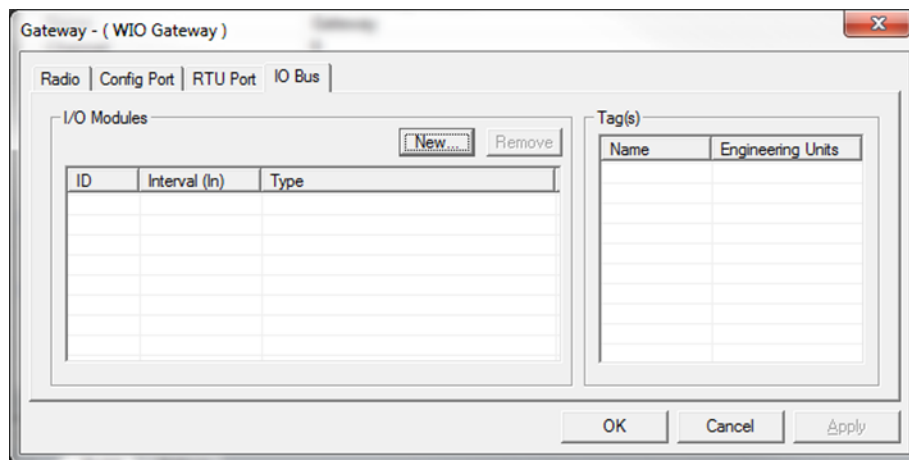 Gateway - ( WIO Gateway )
Radio Config Port RTU Port IO Bus
I/O Modules
New... Remove
ID Interval (In) Type
Tag(s)
Name Engineering Units
OK Cancel Apply